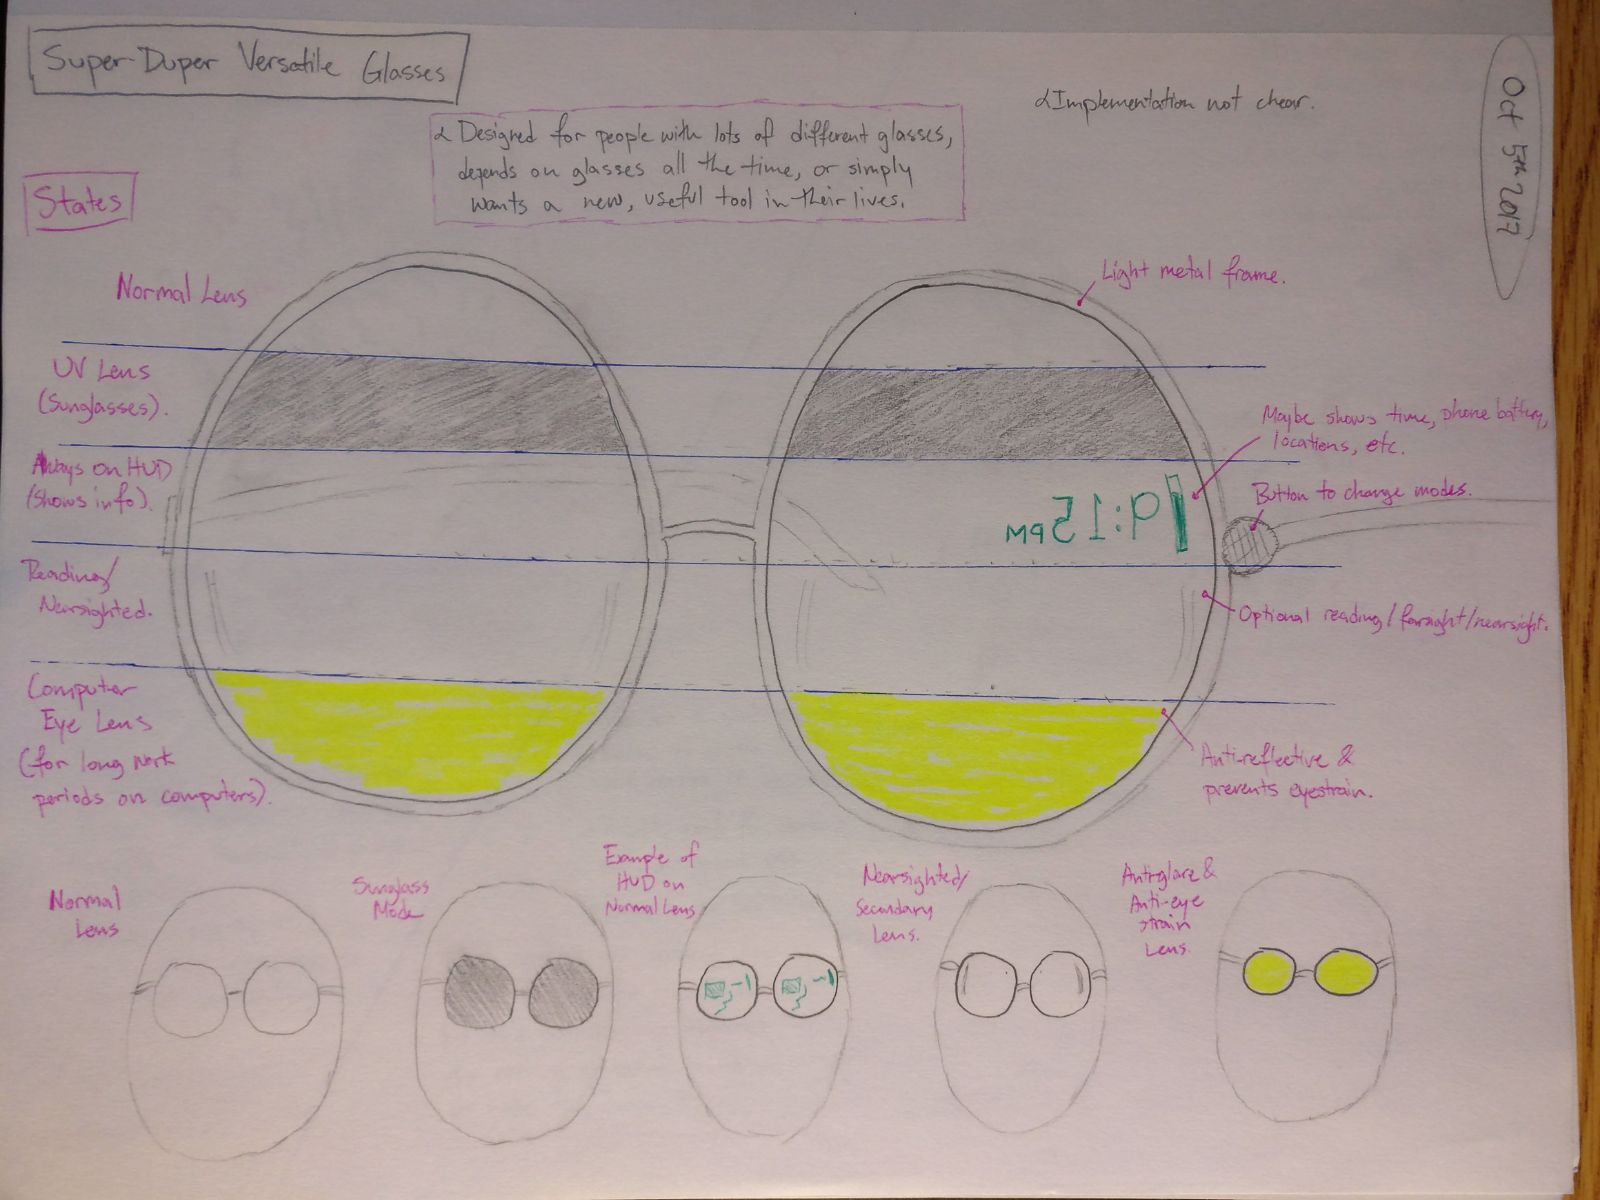 Super-Duper Versatile Glasses
Oct 5th 2017
∝ Implementation not clear.
∝ Designed for people with lots of different glasses,
depends on glasses all the time, or simply
wants a new, useful tool in their lives.
States
Normal Lens
Light metal frame.
UV Lens
(Sunglasses).
Maybe shows time, phone battery,
locations, etc.
Always on HUD
(Shows info).
Button to change modes.
9:15PM
Reading/
Nearsighted.
Optional reading/farsight/nearsight.
Computer
Eye Lens
(for long work
periods on computers).
Anti-reflective &
prevents eyestrain.
Normal
Lens
Sunglass
Mode
Example of
HUD on
Normal Lens
Nearsighted/
Secondary
Lens.
Antiglare &
Anti-eye
strain
Lens.